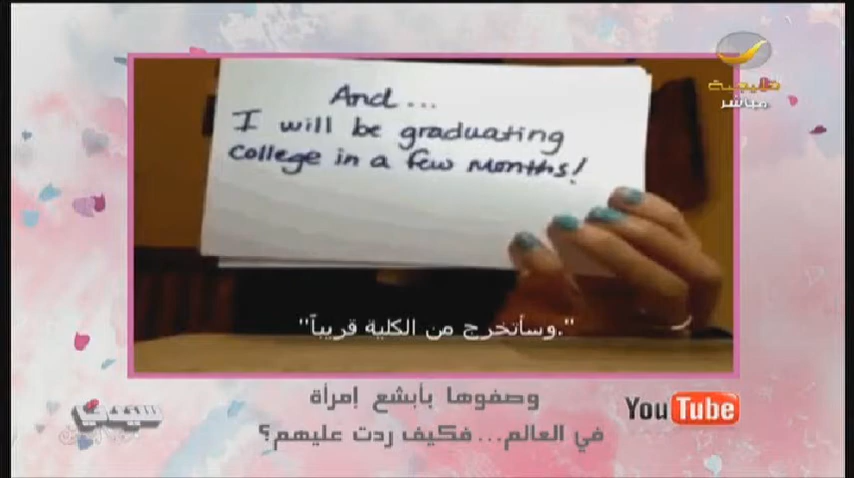 خليجية
مباشر
And...
I will be graduating
college in a few months!
"وسأتخرج من الكلية قريباً."
وصفوها بأبشع إمرأة
في العالم...فكيف ردت عليهم؟
YouTube
سيدتي